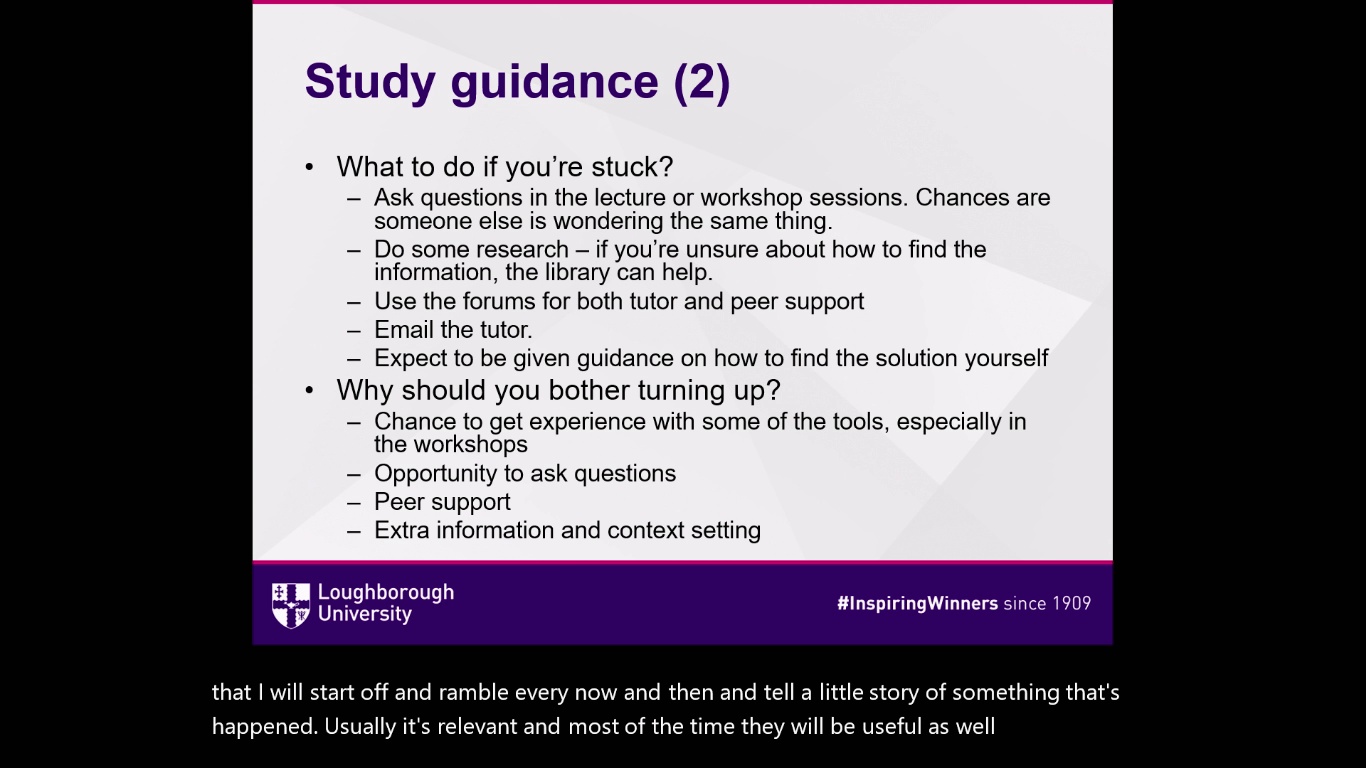 Study guidance (2)
• What to do if you’re stuck?
– Ask questions in the lecture or workshop sessions. Chances are
someone else is wondering the same thing.
– Do some research – if you’re unsure about how to find the
information, the library can help.
– Use the forums for both tutor and peer support
– Email the tutor.
– Expect to be given guidance on how to find the solution yourself
• Why should you bother turning up?
– Chance to get experience with some of the tools, especially in
the workshops
– Opportunity to ask questions
– Peer support
– Extra information and context setting
Loughborough
University
#InspiringWinners since 1909
that I will start off and ramble every now and then and tell a little story of something that's
happened. Usually it's relevant and most of the time they will be useful as well